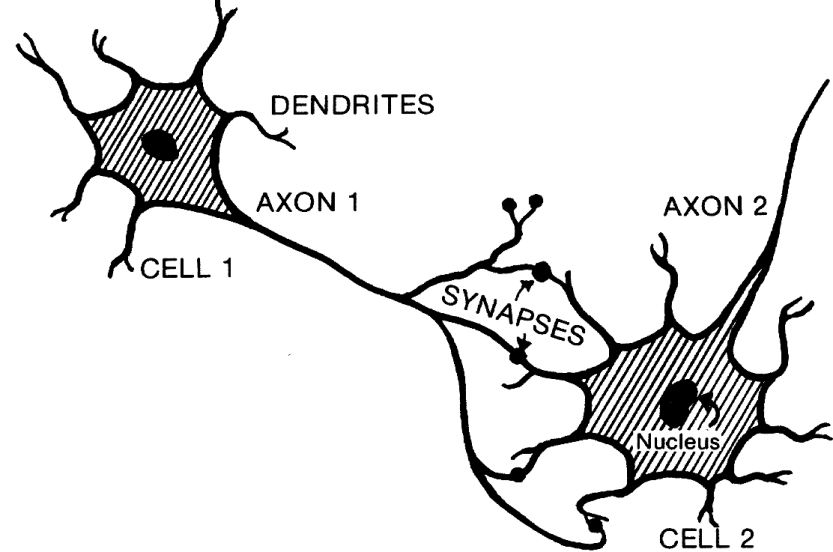 DENDRITES
AXON 1
CELL 1
AXON 2
SYNAPSES
Nucleus
CELL 2